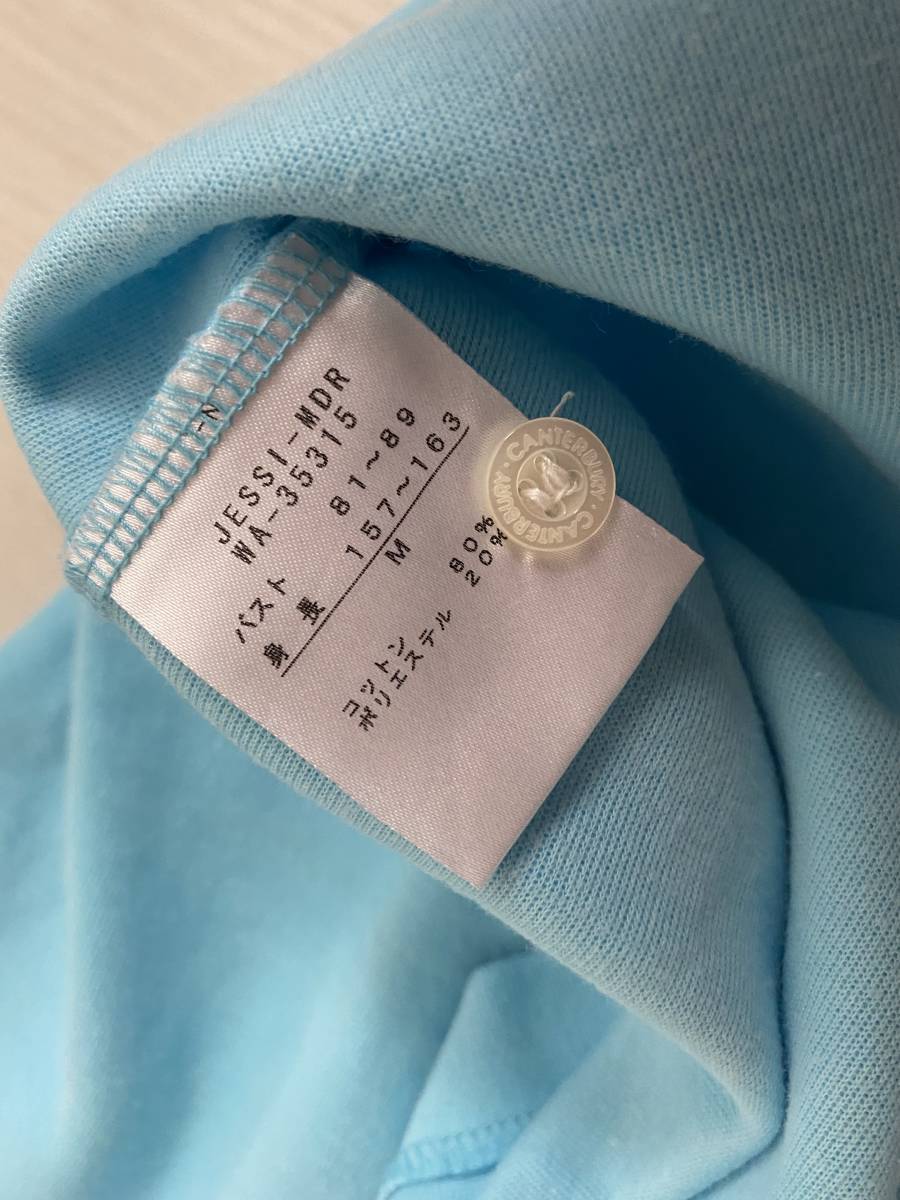 -N
JESSI-MDR
WA-35315
バスト 81~89
身長 157~163
M
コットン 80%
ポリエステル 20%
CANTERBURY · CANTERBURY ·